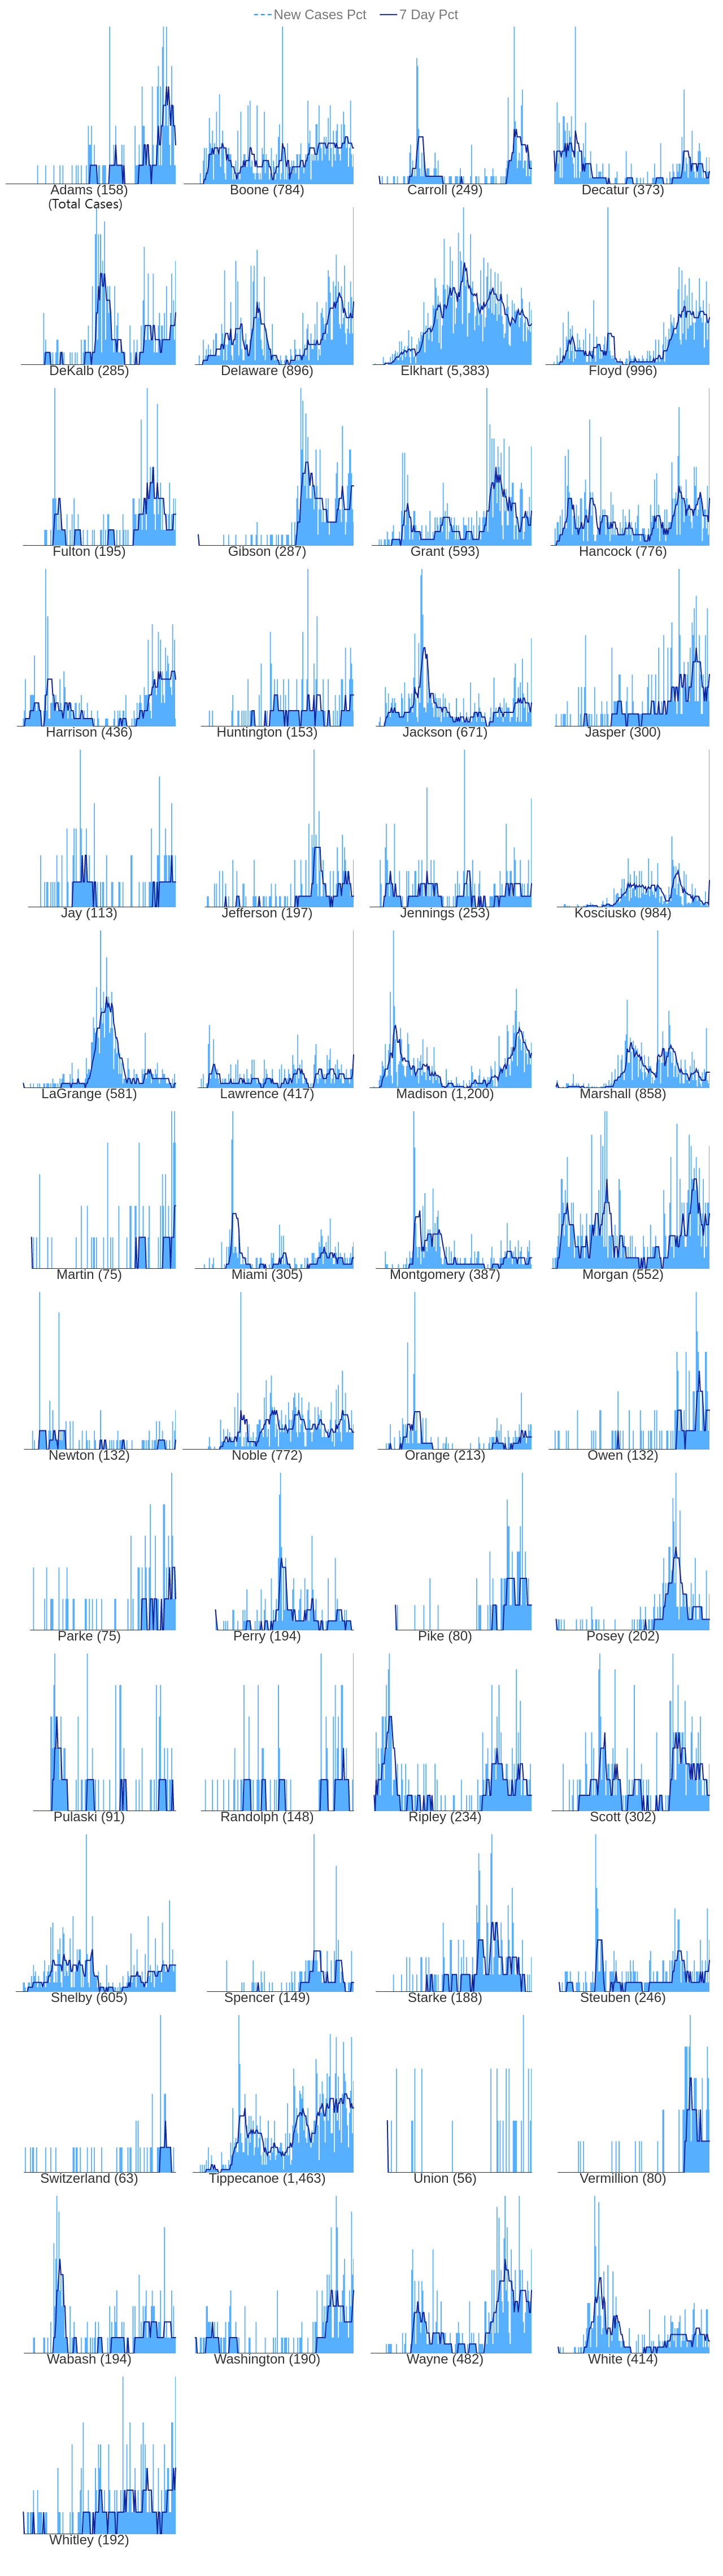 New Cases Pct 7 Day Pct
Adams (158) Boone (784) Carroll (249) Decatur (373)
(Total Cases)
DeKalb (285) Delaware (896) Elkhart (5,383) Floyd (996)
Fulton (195) Gibson (287) Grant (593) Hancock (776)
Harrison (436) Huntington (153) Jackson (671) Jasper (300)
Jay (113) Jefferson (197) Jennings (253) Kosciusko (984)
LaGrange (581) Lawrence (417) Madison (1,200) Marshall (858)
Martin (75) Miami (305) Montgomery (387) Morgan (552)
Newton (132) Noble (772) Orange (213) Owen (132)
Parke (75) Perry (194) Pike (80) Posey (202)
Pulaski (91) Randolph (148) Ripley (234) Scott (302)
Shelby (605) Spencer (149) Starke (188) Steuben (246)
Switzerland (63) Tippecanoe (1,463) Union (56) Vermillion (80)
Wabash (194) Washington (190) Wayne (482) White (414)
Whitley (192)